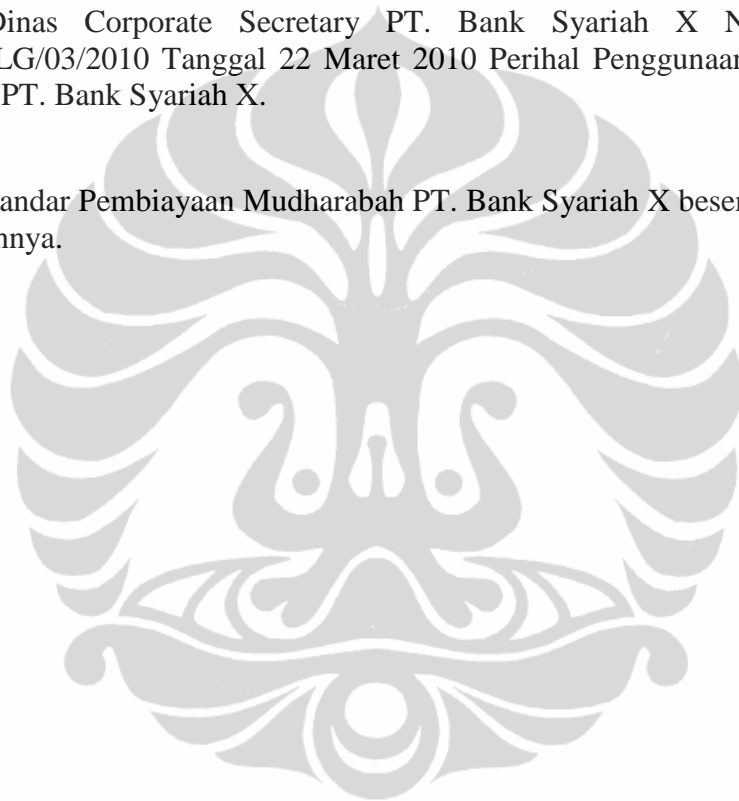 Dinas Corporate Secretary PT. Bank Syariah X N
LG/03/2010 Tanggal 22 Maret 2010 Perihal Penggunaan
PT. Bank Syariah X.
andar Pembiayaan Mudharabah PT. Bank Syariah X beser
nnya.